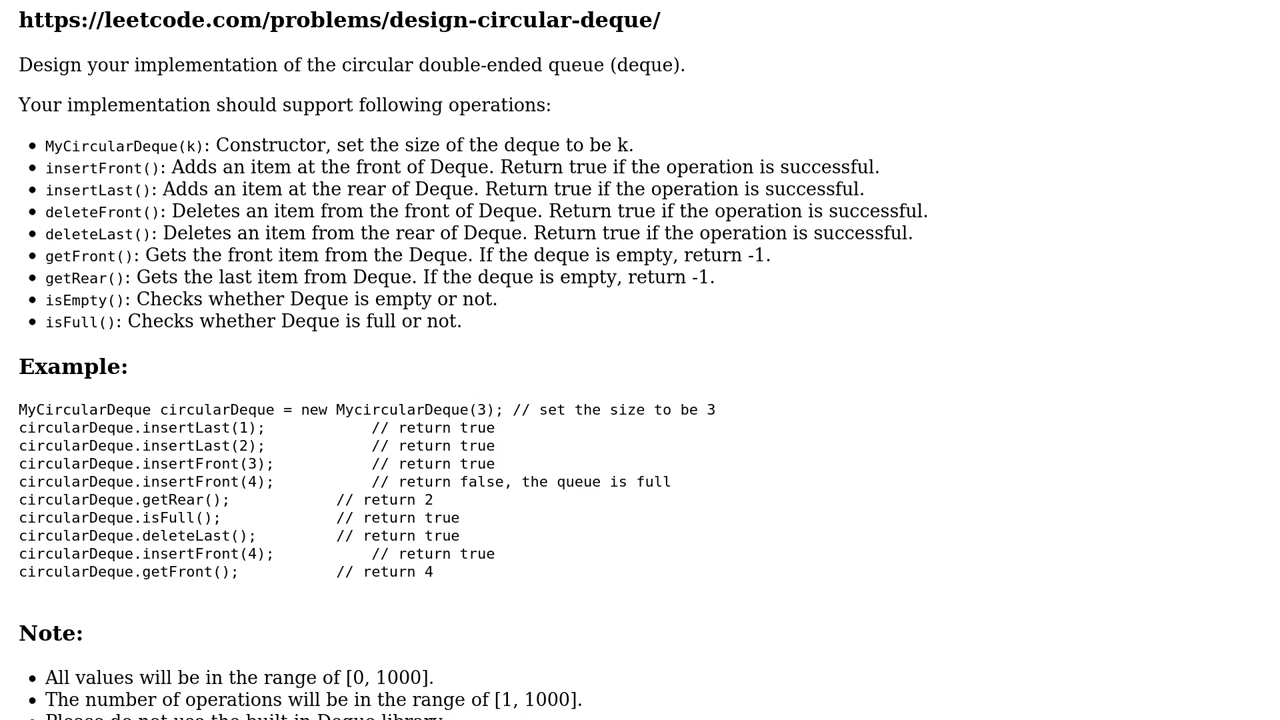 https://leetcode.com/problems/design-circular-deque/
Design your implementation of the circular double-ended queue (deque).
Your implementation should support following operations:
• MyCircularDeque(k): Constructor, set the size of the deque to be k.
• insertFront(): Adds an item at the front of Deque. Return true if the operation is successful.
• insertLast(): Adds an item at the rear of Deque. Return true if the operation is successful.
• deleteFront(): Deletes an item from the front of Deque. Return true if the operation is successful.
• deleteLast(): Deletes an item from the rear of Deque. Return true if the operation is successful.
• getFront(): Gets the front item from the Deque. If the deque is empty, return -1.
• getRear(): Gets the last item from Deque. If the deque is empty, return -1.
• isEmpty(): Checks whether Deque is empty or not.
• isFull(): Checks whether Deque is full or not.
Example:
MyCircularDeque circularDeque = new MycircularDeque(3); // set the size to be 3
circularDeque.insertLast(1);            // return true
circularDeque.insertLast(2);            // return true
circularDeque.insertFront(3);           // return true
circularDeque.insertFront(4);           // return false, the queue is full
circularDeque.getRear();            // return 2
circularDeque.isFull();             // return true
circularDeque.deleteLast();         // return true
circularDeque.insertFront(4);           // return true
circularDeque.getFront();           // return 4
Note:
• All values will be in the range of [0, 1000].
• The number of operations will be in the range of [1, 1000].
• Please do not use the built-in Deque library.